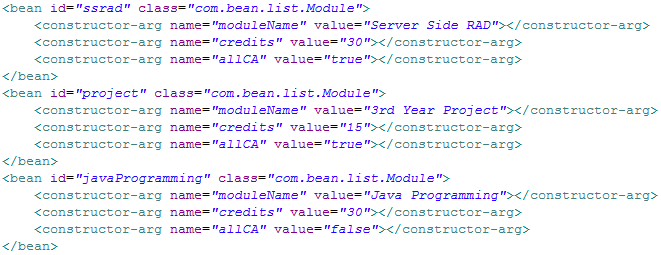 <bean id="ssrad" class="com.bean.list.Module">
<constructor-arg name="moduleName" value="Server Side RAD"></constructor-arg>
<constructor-arg name="credits" value="30"></constructor-arg>
<constructor-arg name="allCA" value="true"></constructor-arg>
</bean>
<bean id="project" class="com.bean.list.Module">
<constructor-arg name="moduleName" value="3rd Year Project"></constructor-arg>
<constructor-arg name="credits" value="15"></constructor-arg>
<constructor-arg name="allCA" value="true"></constructor-arg>
</bean>
<bean id="javaProgramming" class="com.bean.list.Module">
<constructor-arg name="moduleName" value="Java Programming"></constructor-arg>
<constructor-arg name="credits" value="30"></constructor-arg>
<constructor-arg name="allCA" value="false"></constructor-arg>
</bean>